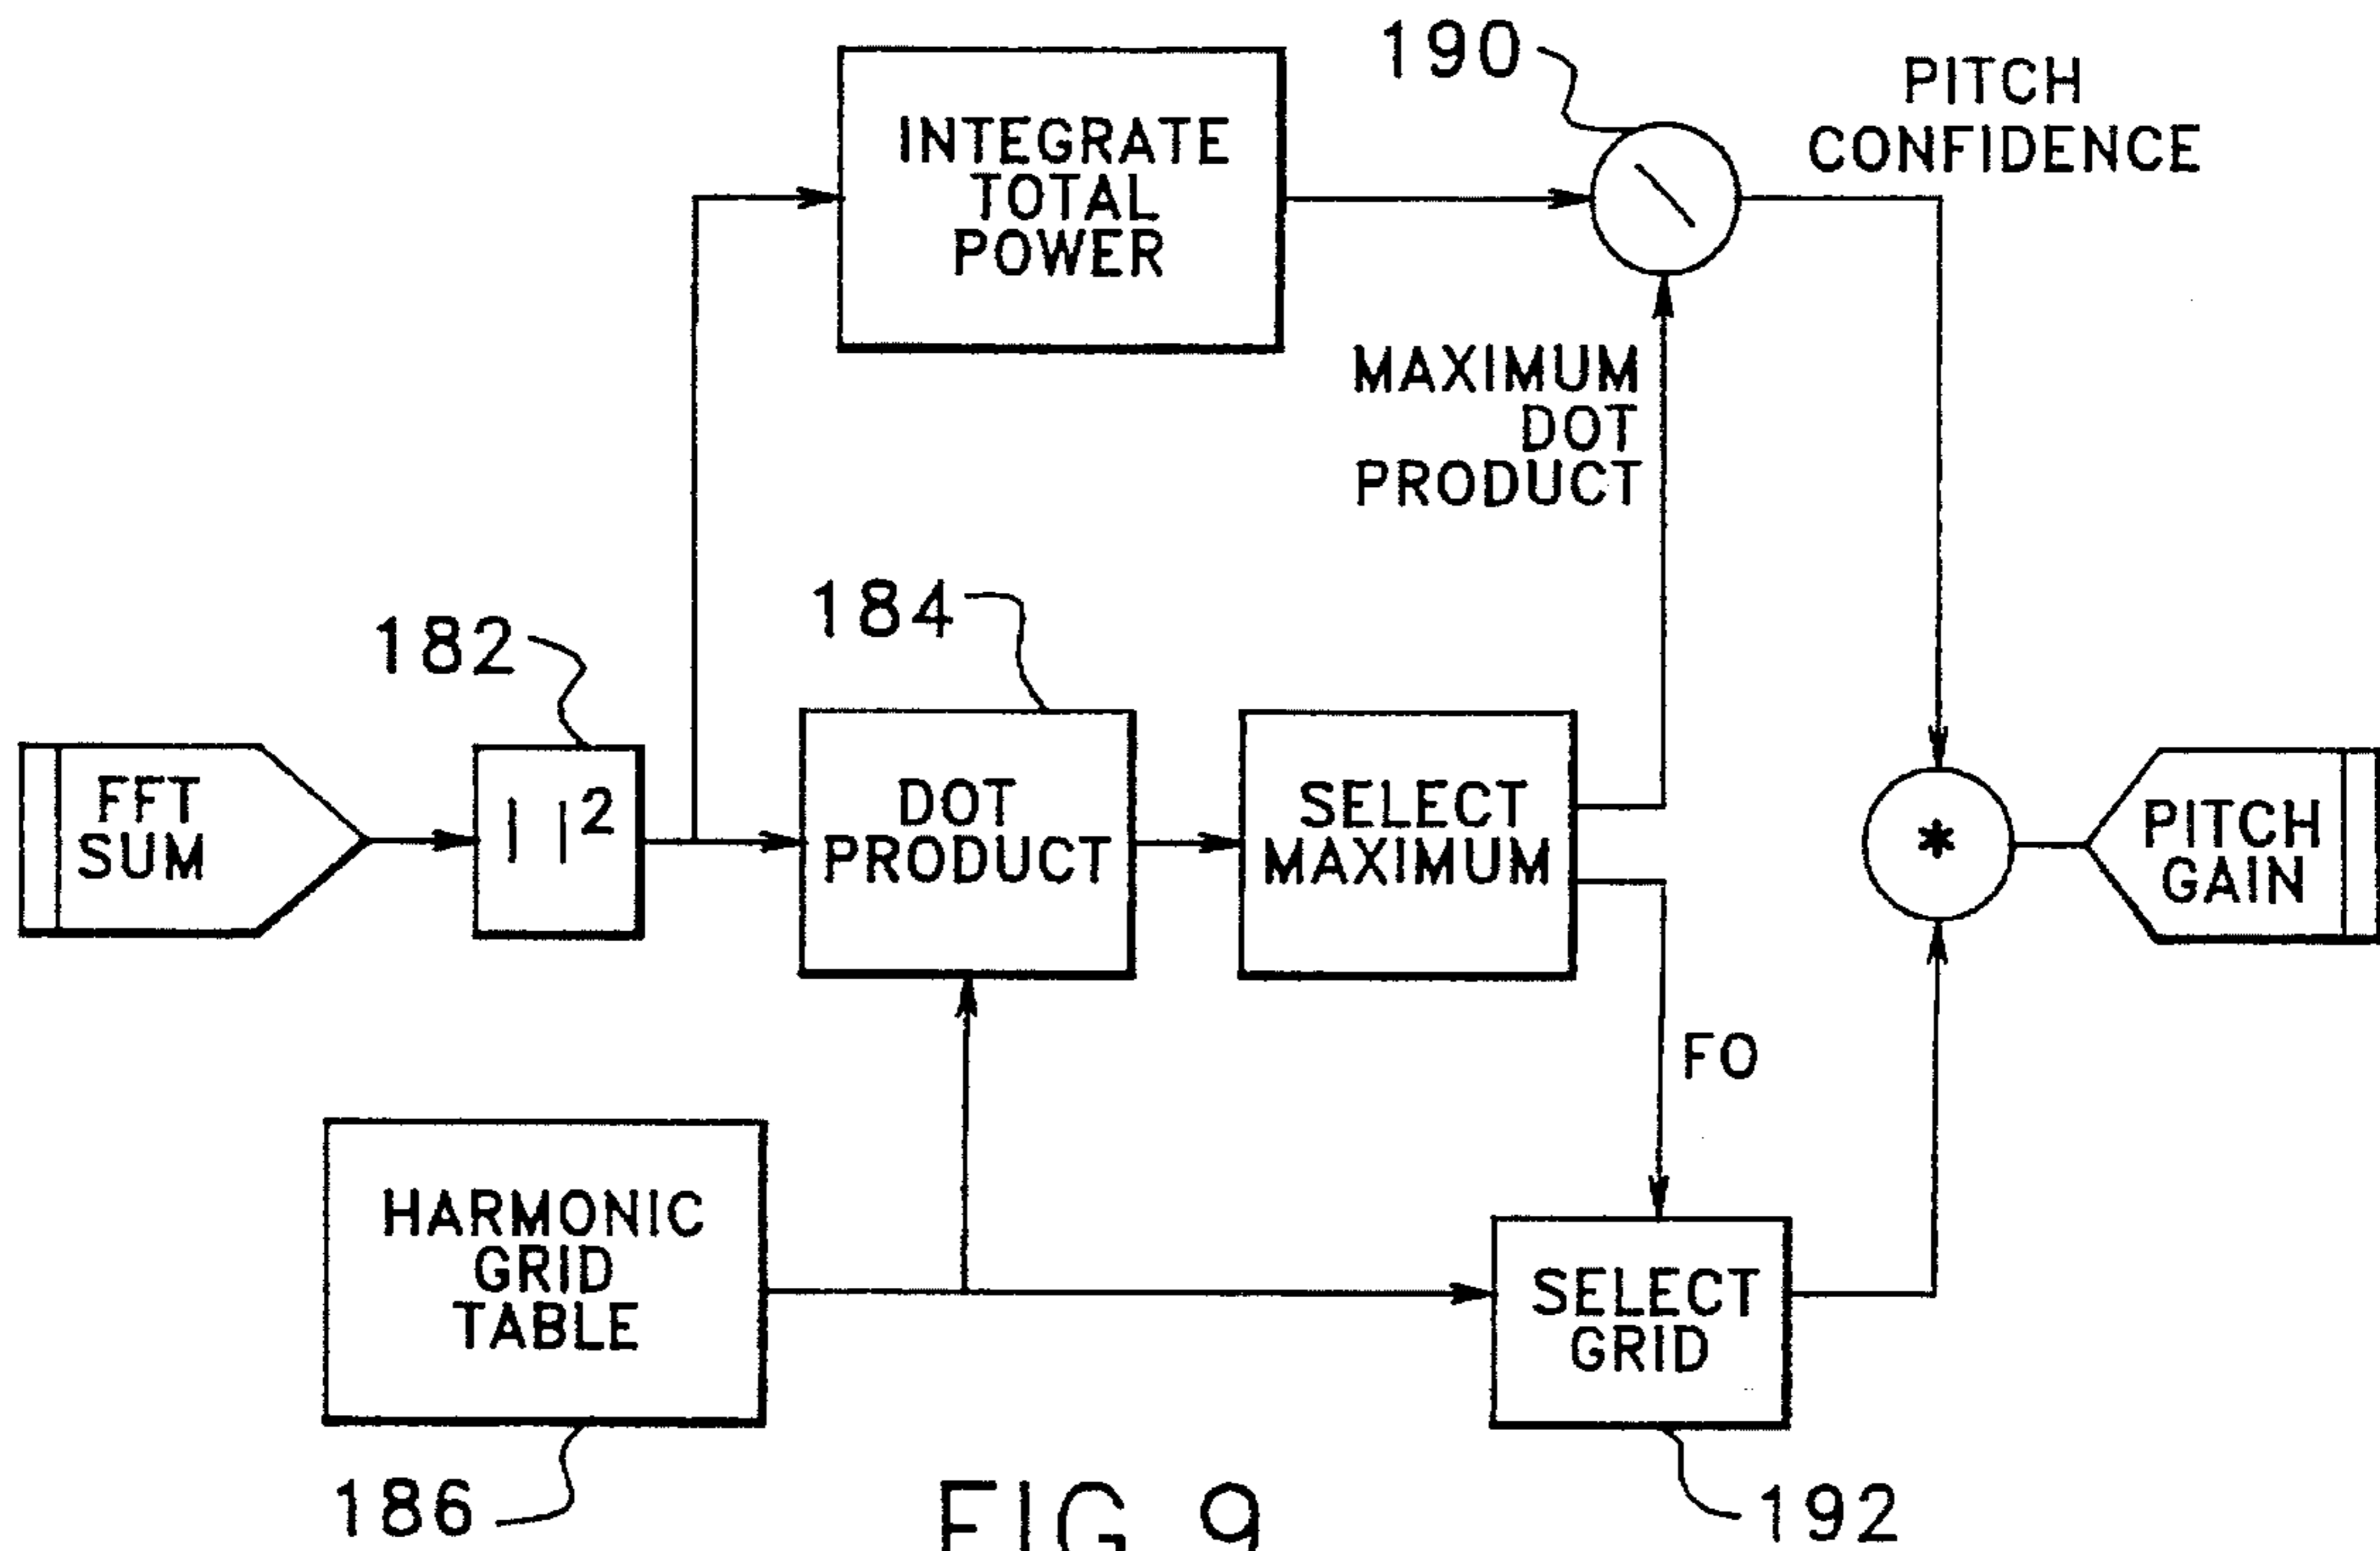 190
PITCH
CONFIDENCE
INTEGRATE
TOTAL
POWER
\
MAXIMUM
DOT
PRODUCT
184
182
FFT
SUM
| |2
DOT
PRODUCT
SELECT
MAXIMUM
*
PITCH
GAIN
FO
HARMONIC
GRID
TABLE
SELECT
GRID
186
192
FIG 9